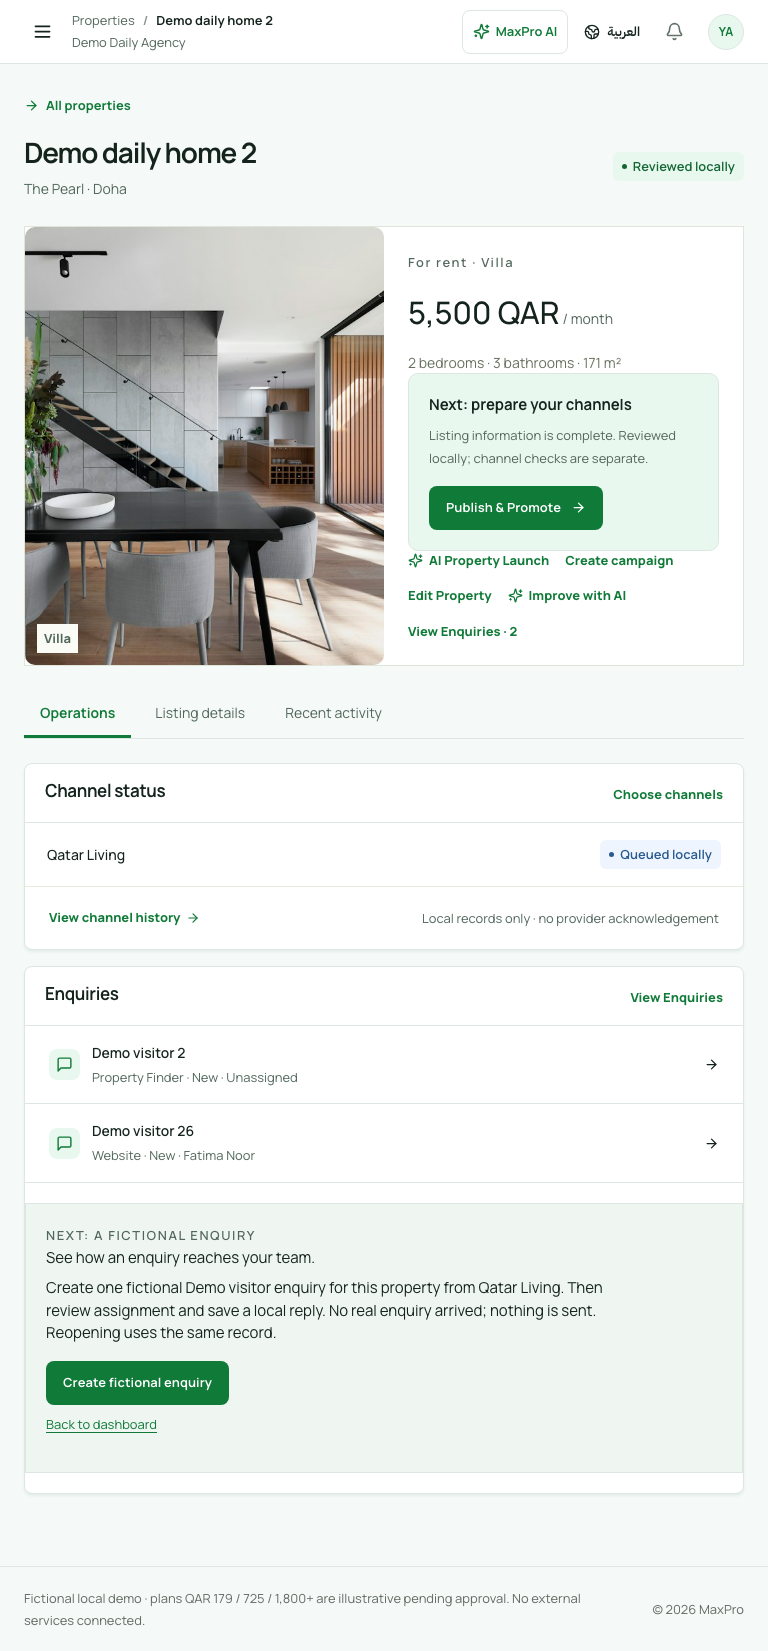 Properties / Demo daily home 2
Demo Daily Agency
MaxPro AI
العربية
YA
All properties
Demo daily home 2
The Pearl · Doha
Reviewed locally
For rent · Villa
5,500 QAR / month
2 bedrooms · 3 bathrooms · 171 m²
Next: prepare your channels
Listing information is complete. Reviewed
locally; channel checks are separate.
Publish & Promote
AI Property Launch Create campaign
Edit Property Improve with AI
View Enquiries · 2
Villa
Operations Listing details Recent activity
Channel status
Choose channels
Qatar Living
Queued locally
View channel history
Local records only · no provider acknowledgement
Enquiries
View Enquiries
Demo visitor 2
Property Finder · New · Unassigned
Demo visitor 26
Website · New · Fatima Noor
NEXT: A FICTIONAL ENQUIRY
See how an enquiry reaches your team.
Create one fictional Demo visitor enquiry for this property from Qatar Living. Then
review assignment and save a local reply. No real enquiry arrived; nothing is sent.
Reopening uses the same record.
Create fictional enquiry
Back to dashboard
Fictional local demo · plans QAR 179 / 725 / 1,800+ are illustrative pending approval. No external
services connected.
© 2026 MaxPro